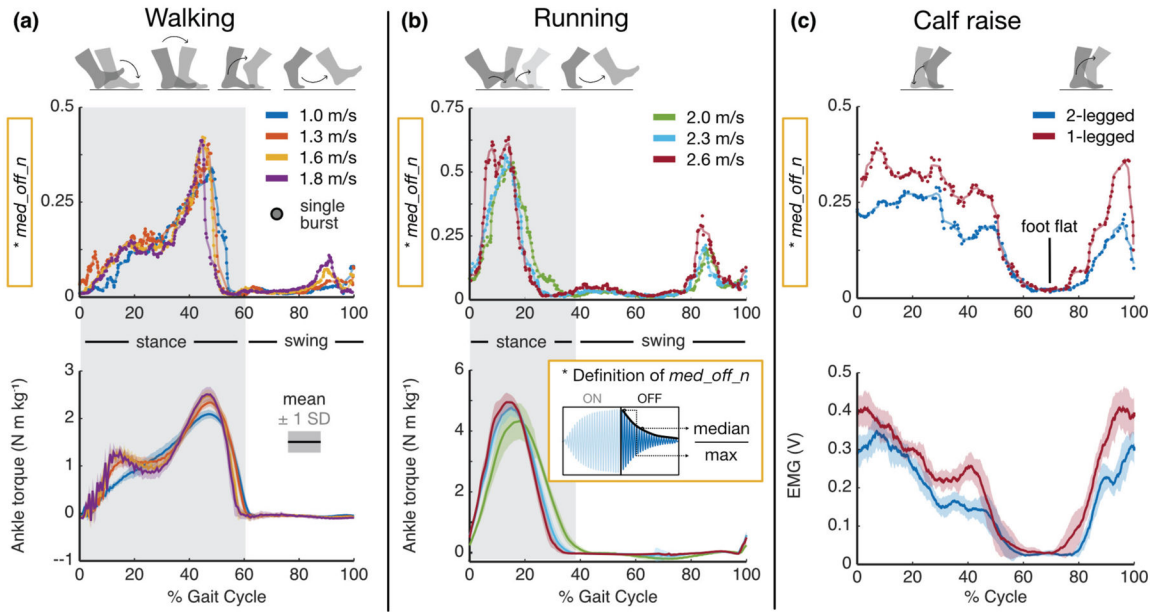 (a) Walking
* med_off_n
0.5
0.25
0
1.0 m/s
1.3 m/s
1.6 m/s
1.8 m/s
single
burst
0 20 40 60 80 100
stance swing
Ankle torque (N m kg⁻¹)
3
2
1
0
--1
mean
± 1 SD
0 20 40 60 80 100
% Gait Cycle
(b) Running
* med_off_n
0.75
0.50
0.25
0
2.0 m/s
2.3 m/s
2.6 m/s
0 20 40 60 80 100
stance swing
Ankle torque (N m kg⁻¹)
6
4
2
0
* Definition of med_off_n
ON OFF
median
max
0 20 40 60 80 100
% Gait Cycle
(c) Calf raise
* med_off_n
0.5
0.25
0
2-legged
1-legged
foot flat
0 20 40 60 80 100
EMG (V)
0.5
0.4
0.3
0.2
0.1
0
0 20 40 60 80 100
% Cycle